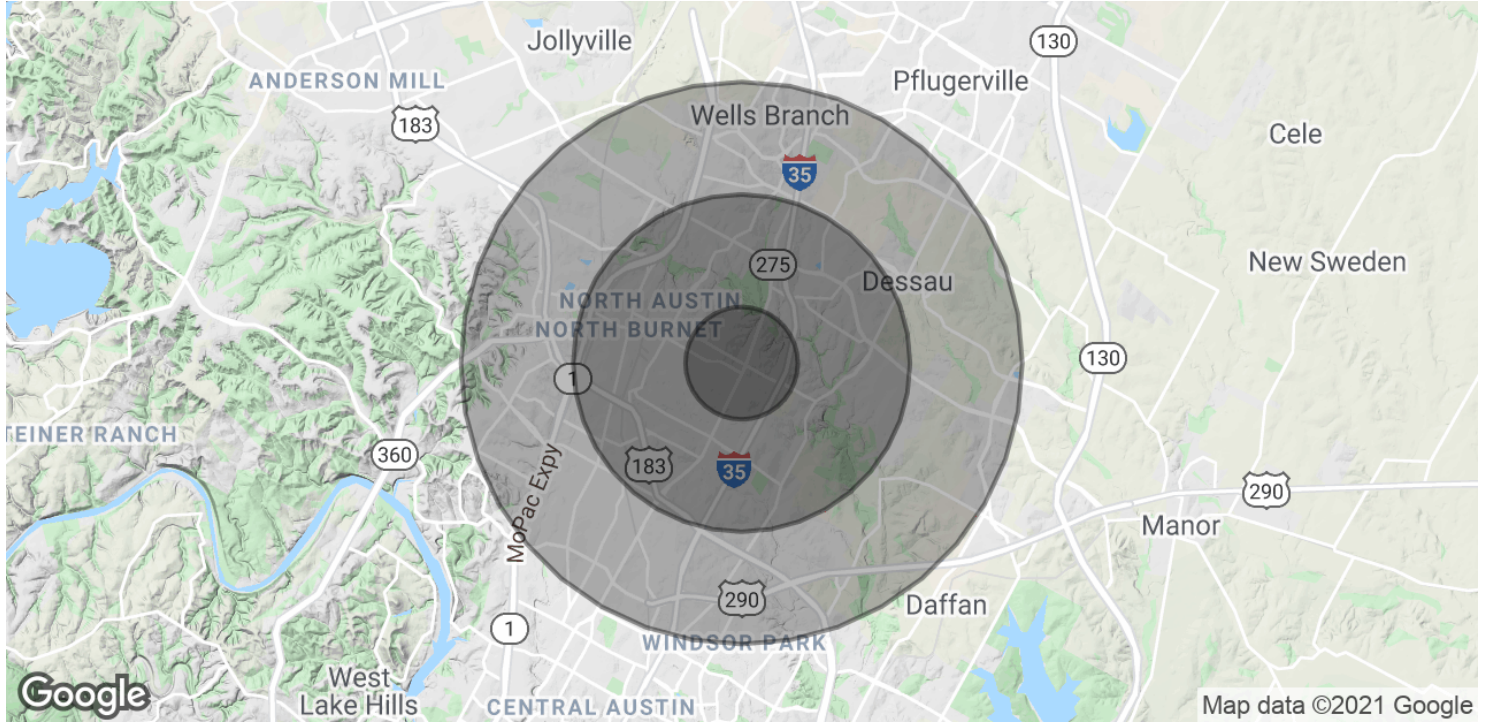 Jollyville
130
ANDERSON MILL
Pflugerville
183
Wells Branch
Cele
35
275
New Sweden
Dessau
NORTH AUSTIN
NORTH BURNET
130
1
TEINER RANCH
360
183
35
MoPac Expy
290
Manor
290
Daffan
1
WINDSOR PARK
West
Lake Hills
CENTRAL AUSTIN
Google
Map data ©2021 Google